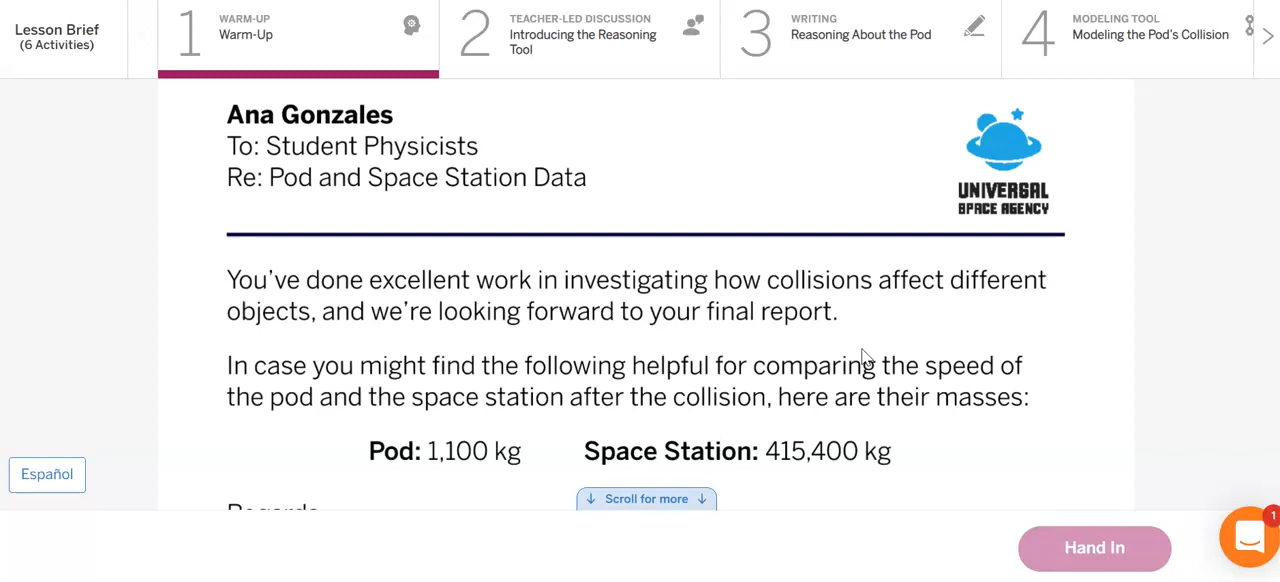 Lesson Brief
(6 Activities)
1
WARM-UP
Warm-Up
2
TEACHER-LED DISCUSSION
Introducing the Reasoning
Tool
3
WRITING
Reasoning About the Pod
4
MODELING TOOL
Modeling the Pod's Collision
Ana Gonzales
To: Student Physicists
Re: Pod and Space Station Data
UNIVERSAL
SPACE AGENCY
You've done excellent work in investigating how collisions affect different
objects, and we're looking forward to your final report.
In case you might find the following helpful for comparing the speed of
the pod and the space station after the collision, here are their masses:
Pod: 1,100 kg Space Station: 415,400 kg
Español
↓ Scroll for more ↓
Hand In
1